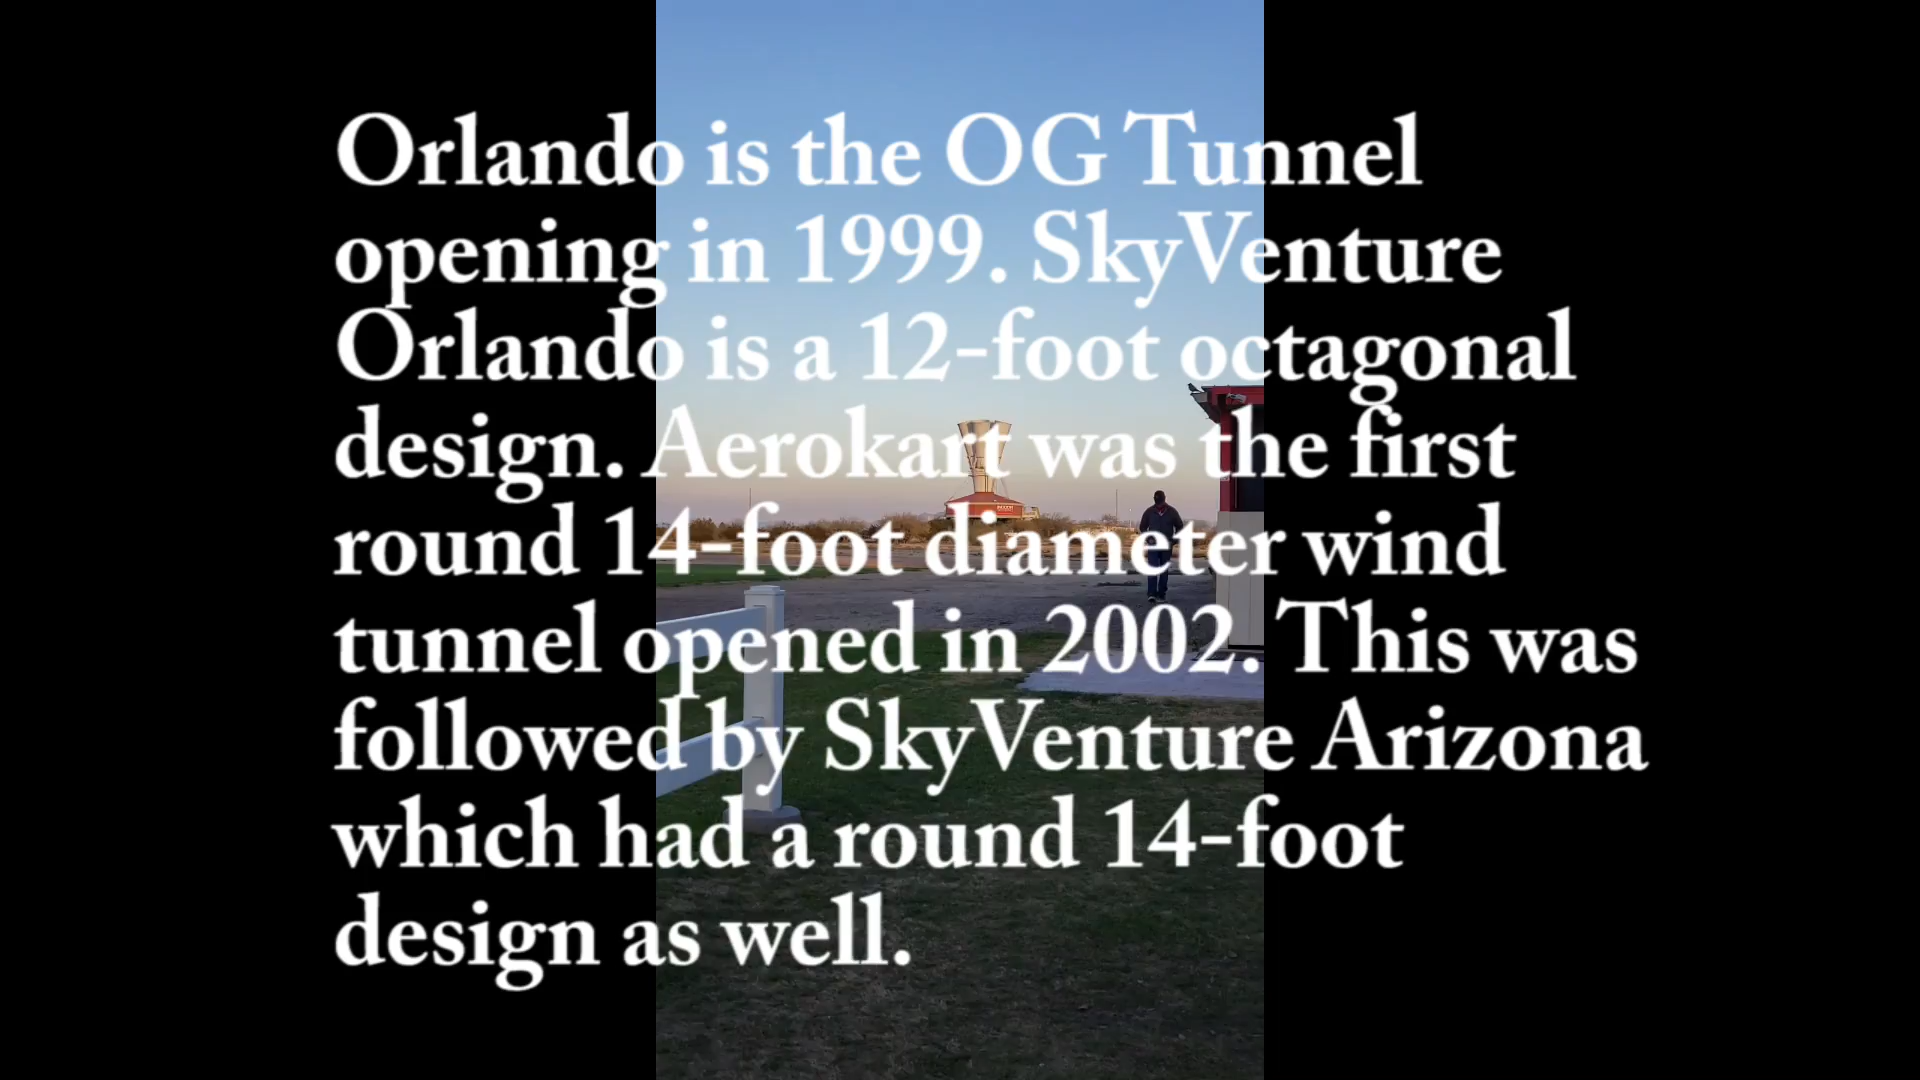 Orlando is the OG Tunnel
opening in 1999. SkyVenture
Orlando is a 12-foot octagonal
design. Aerokart was the first
round 14-foot diameter wind
tunnel opened in 2002. This was
followed by SkyVenture Arizona
which had a round 14-foot
design as well.